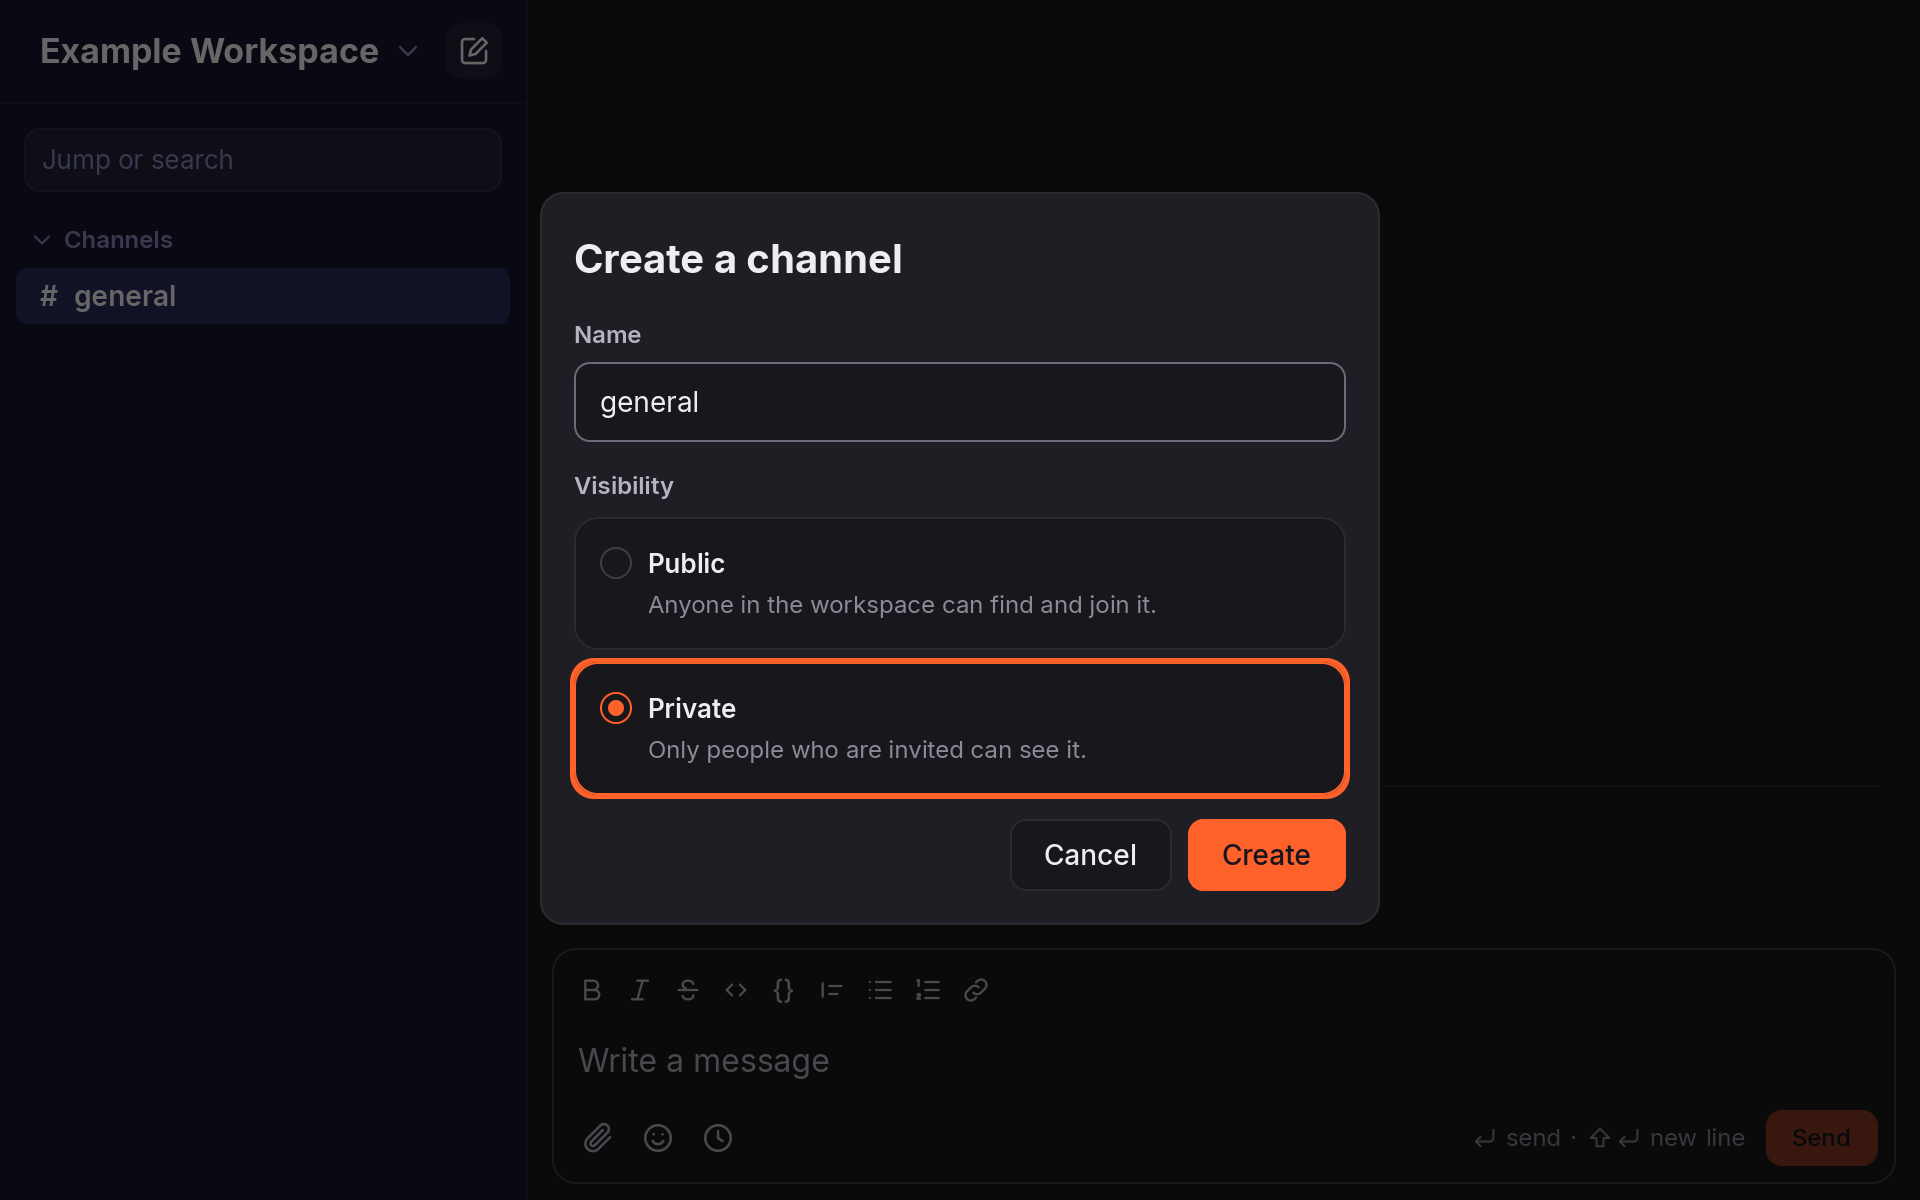 Example Workspace
Jump or search
Channels
# general
Create a channel
Name
general
Visibility
Public
Anyone in the workspace can find and join it.
Private
Only people who are invited can see it.
Cancel
Create
Write a message
send · new line
Send